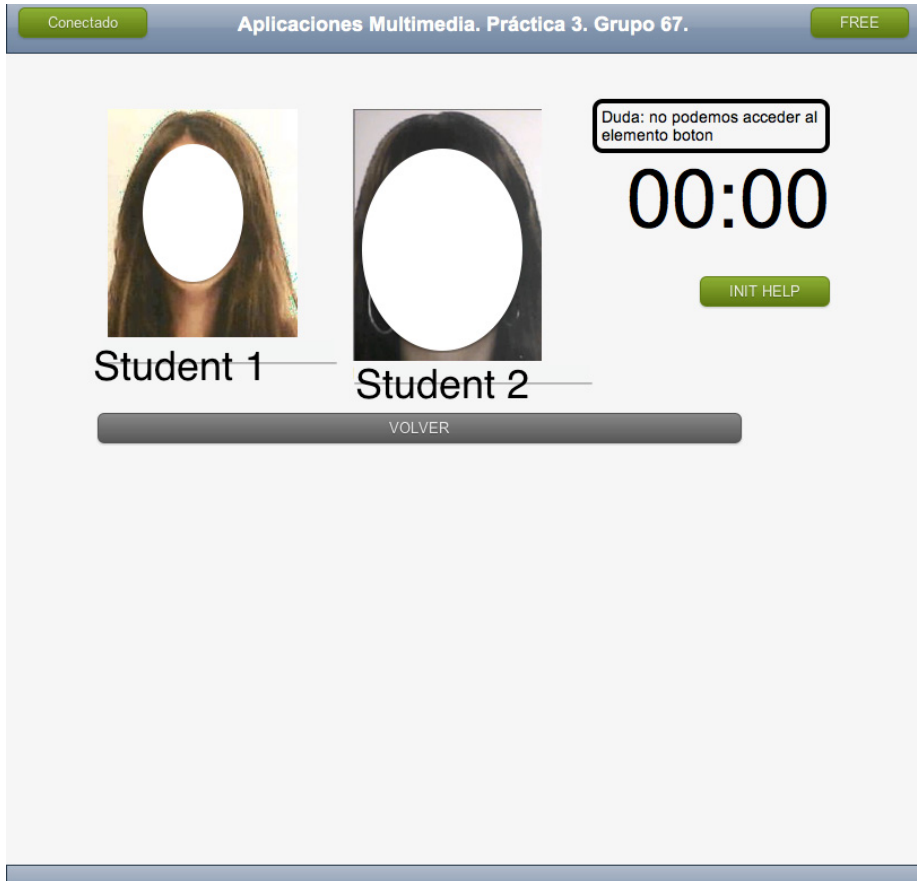 Conectado
Aplicaciones Multimedia. Práctica 3. Grupo 67.
FREE
Duda: no podemos acceder al
elemento boton
00:00
INIT HELP
Student 1
Student 2
VOLVER